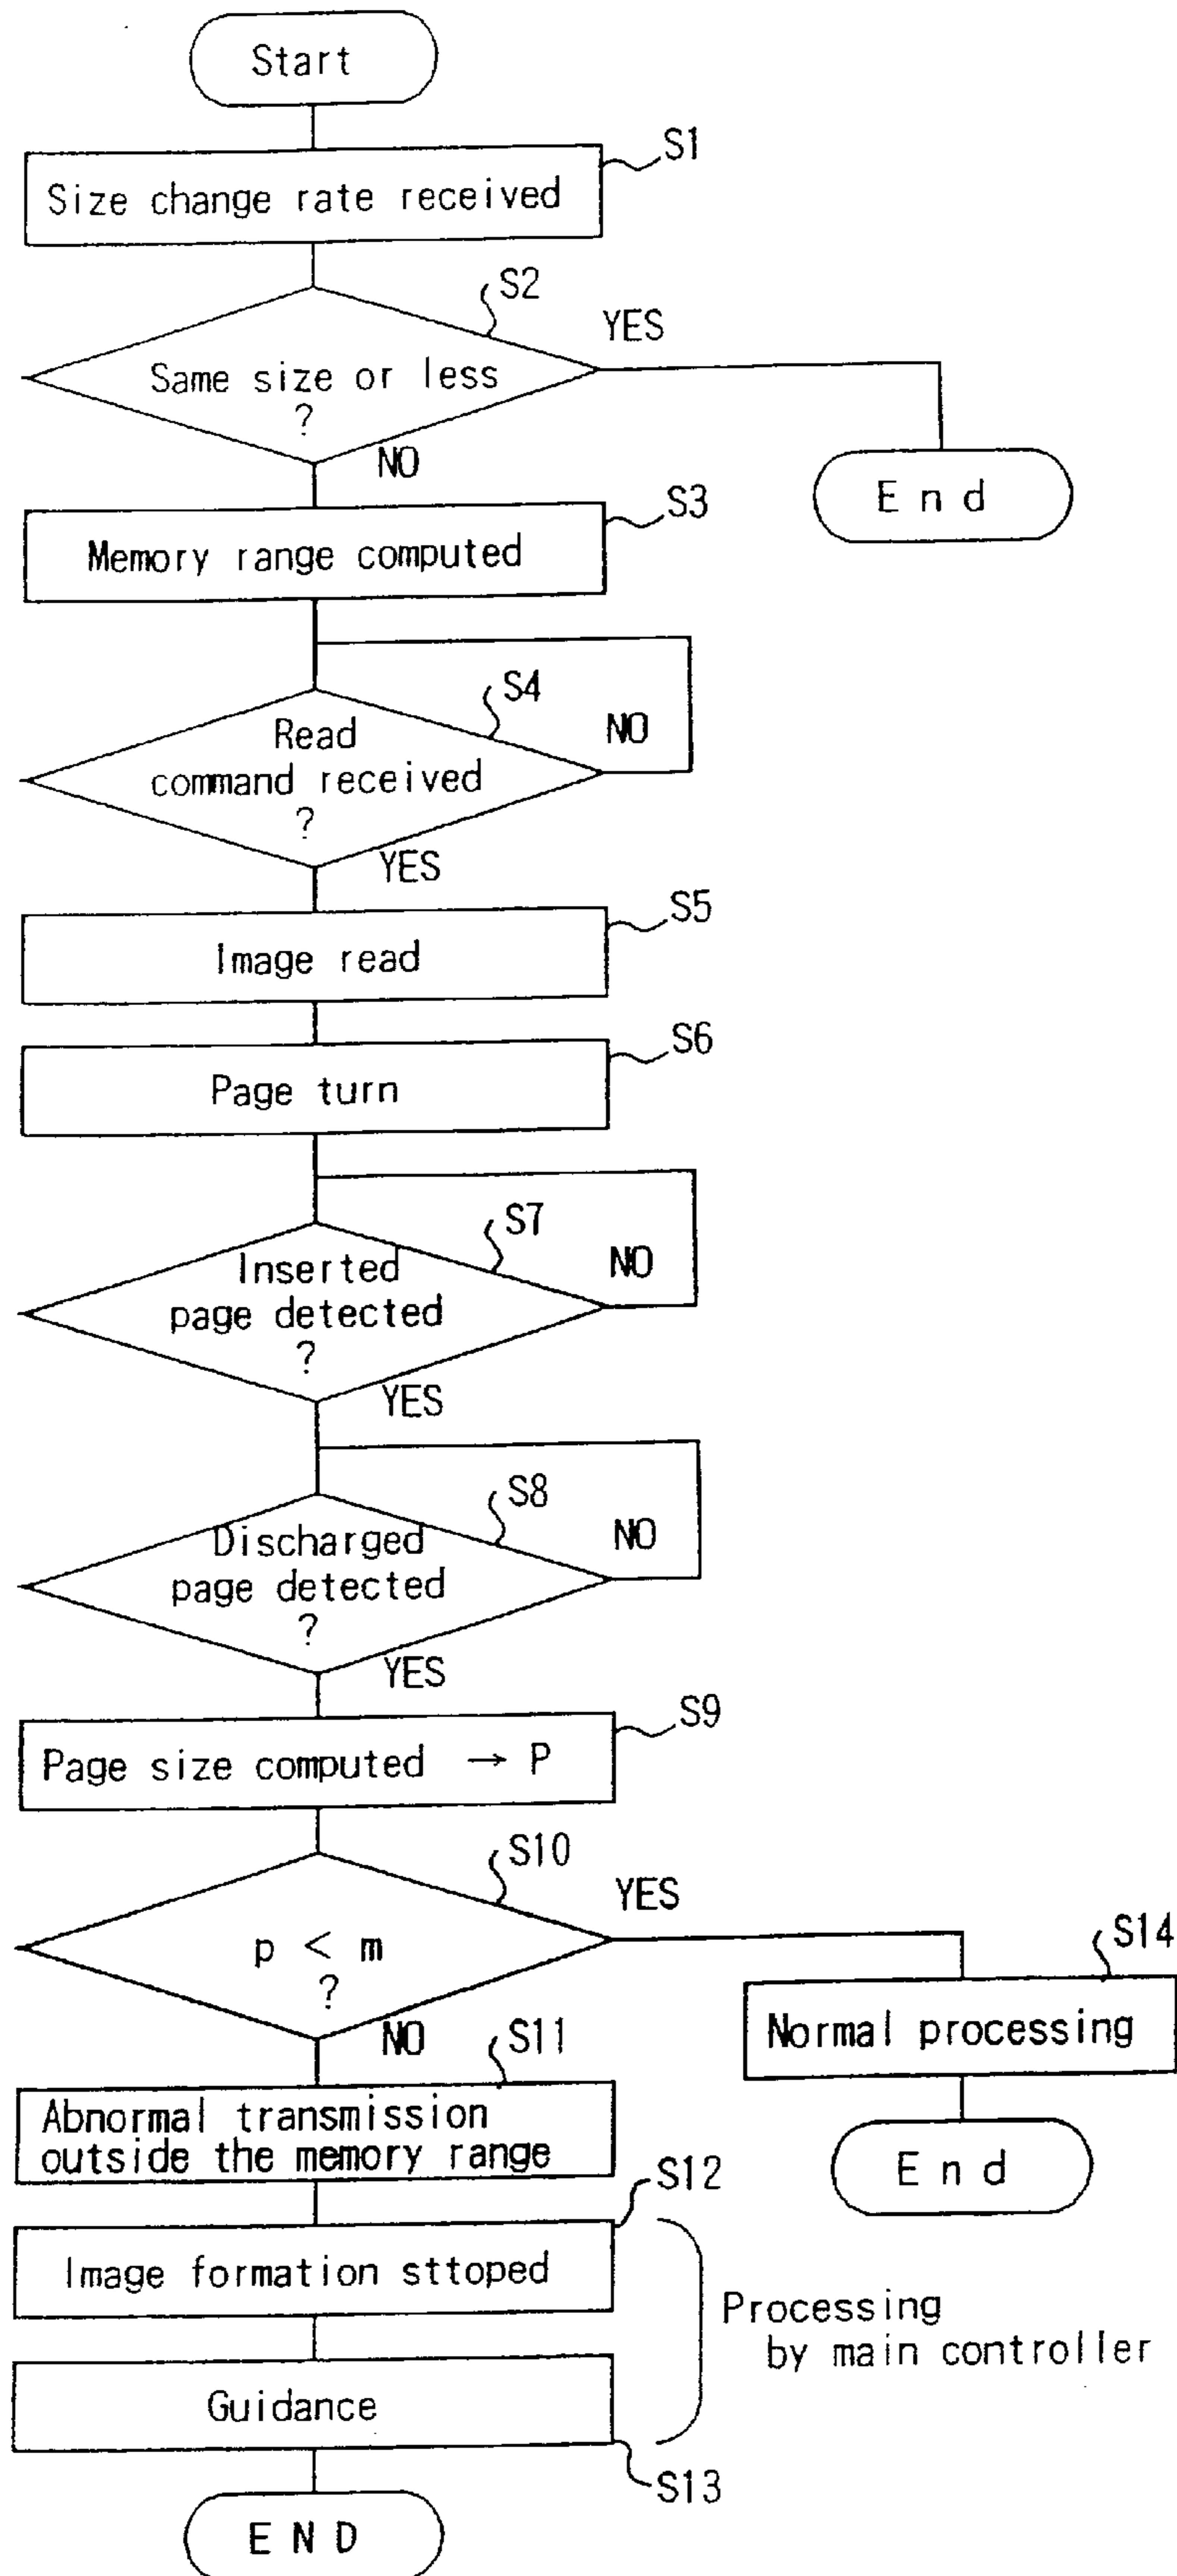 Start
S1
Size change rate received
S2
YES
Same size or less
?
NO
End
S3
Memory range computed
S4
NO
Read
command received
?
YES
S5
Image read
S6
Page turn
S7
NO
Inserted
page detected
?
YES
S8
NO
Discharged
page detected
?
YES
S9
Page size computed → P
S10
YES
p < m
?
NO
S14
Normal processing
End
S11
Abnormal transmission
outside the memory range
S12
Image formation sttoped
Processing
by main controller
Guidance
S13
END